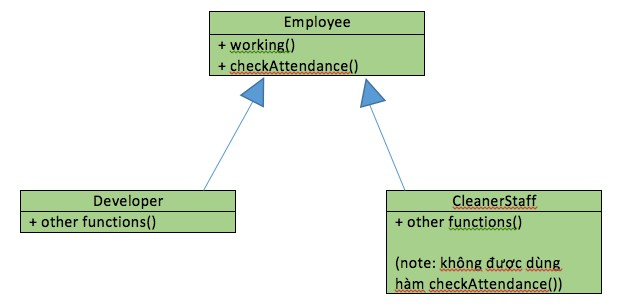 Employee
+ working()
+ checkAttendance()
Developer
+ other functions()
CleanerStaff
+ other functions()
(note: không được dùng
hàm checkAttendance())